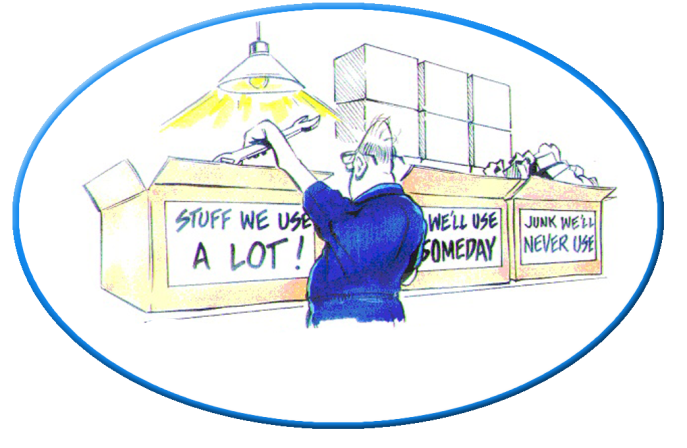 STUFF WE USE
A LOT!
WE'LL USE
SOMEDAY
JUNK WE'LL
NEVER USE